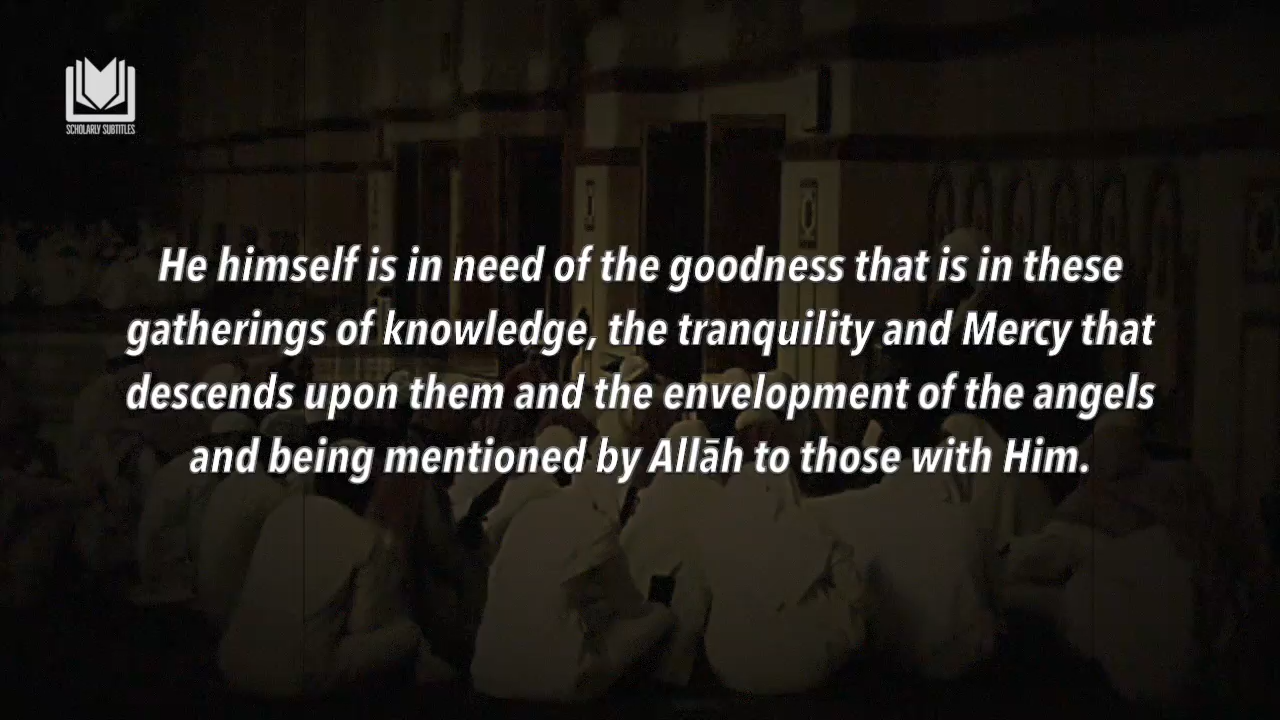 SCHOLARLY SUBTITLES
He himself is in need of the goodness that is in these
gatherings of knowledge, the tranquility and Mercy that
descends upon them and the envelopment of the angels
and being mentioned by Allāh to those with Him.